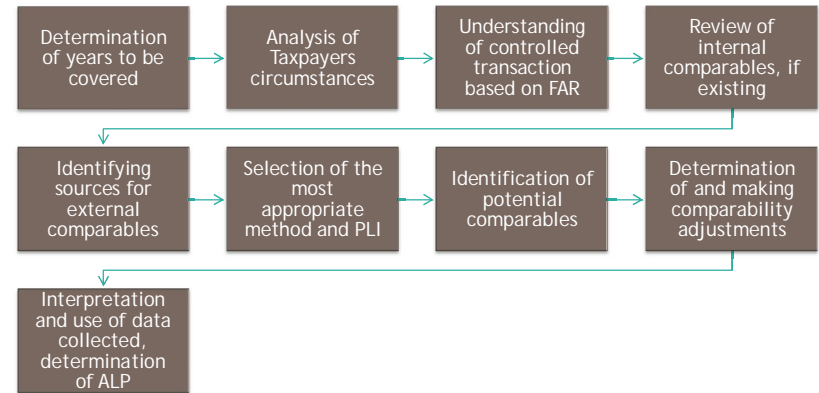 Determination
of years to be
covered
Analysis of
Taxpayers
circumstances
Understanding
of controlled
transaction
based on FAR
Review of
internal
comparables, if
existing
Identifying
sources for
external
comparables
Selection of the
most
appropriate
method and PLI
Identification of
potential
comparables
Determination
of and making
comparability
adjustments
Interpretation
and use of data
collected,
determination
of ALP